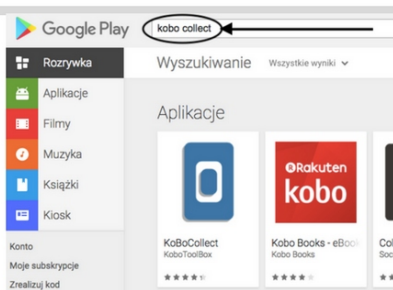 Google Play
kobo collect
Rozrywka
Wyszukiwanie
Wszystkie wyniki
Aplikacje
Filmy
Muzyka
Książki
Kiosk
Konto
Moje subskrypcje
Zrealizuj kod
Aplikacje
KoBoCollect
KoBoToolBox
Rakuten
kobo
Kobo Books - eBook
Kobo Books